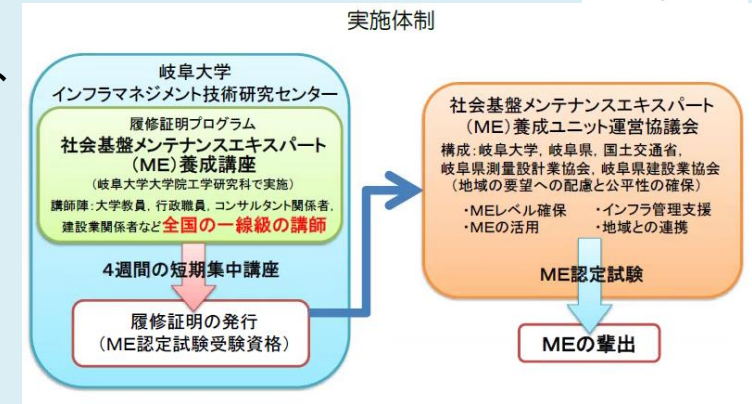 実施体制
、
岐阜大学
インフラマネジメント技術研究センター
履修証明プログラム
社会基盤メンテナンスエキスパート
(ME)養成講座
(岐阜大学大学院工学研究科で実施)
講師陣:大学教員, 行政職員, コンサルタント関係者,
建設業関係者など全国の一線級の講師
4週間の短期集中講座
履修証明の発行
(ME認定試験受験資格)
社会基盤メンテナンスエキスパート
(ME)養成ユニット運営協議会
構成:岐阜大学, 岐阜県, 国土交通省,
岐阜県測量設計業協会, 岐阜県建設業協会
(地域の要望への配慮と公平性の確保)
・MEレベル確保 ・インフラ管理支援
・MEの活用 ・地域との連携
ME認定試験
MEの輩出